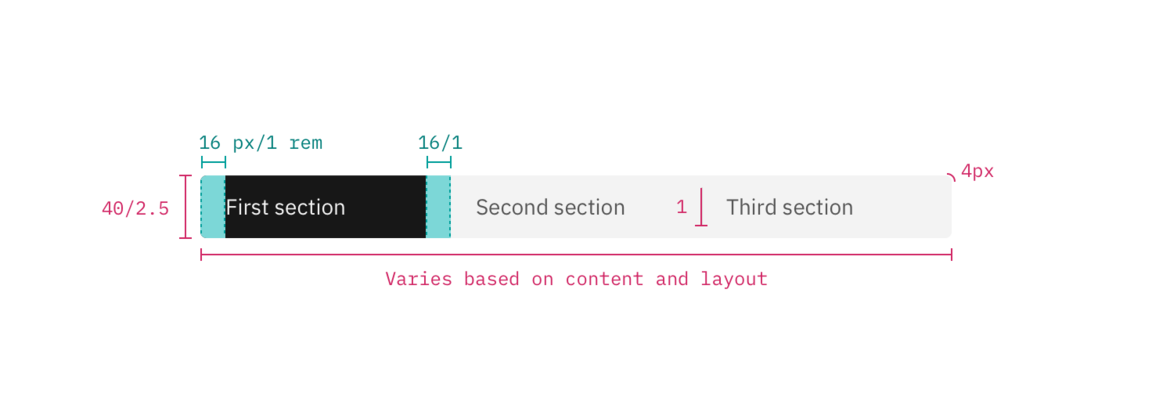 16 px/1 rem
16/1
4px
40/2.5
First section
Second section
1
Third section
Varies based on content and layout